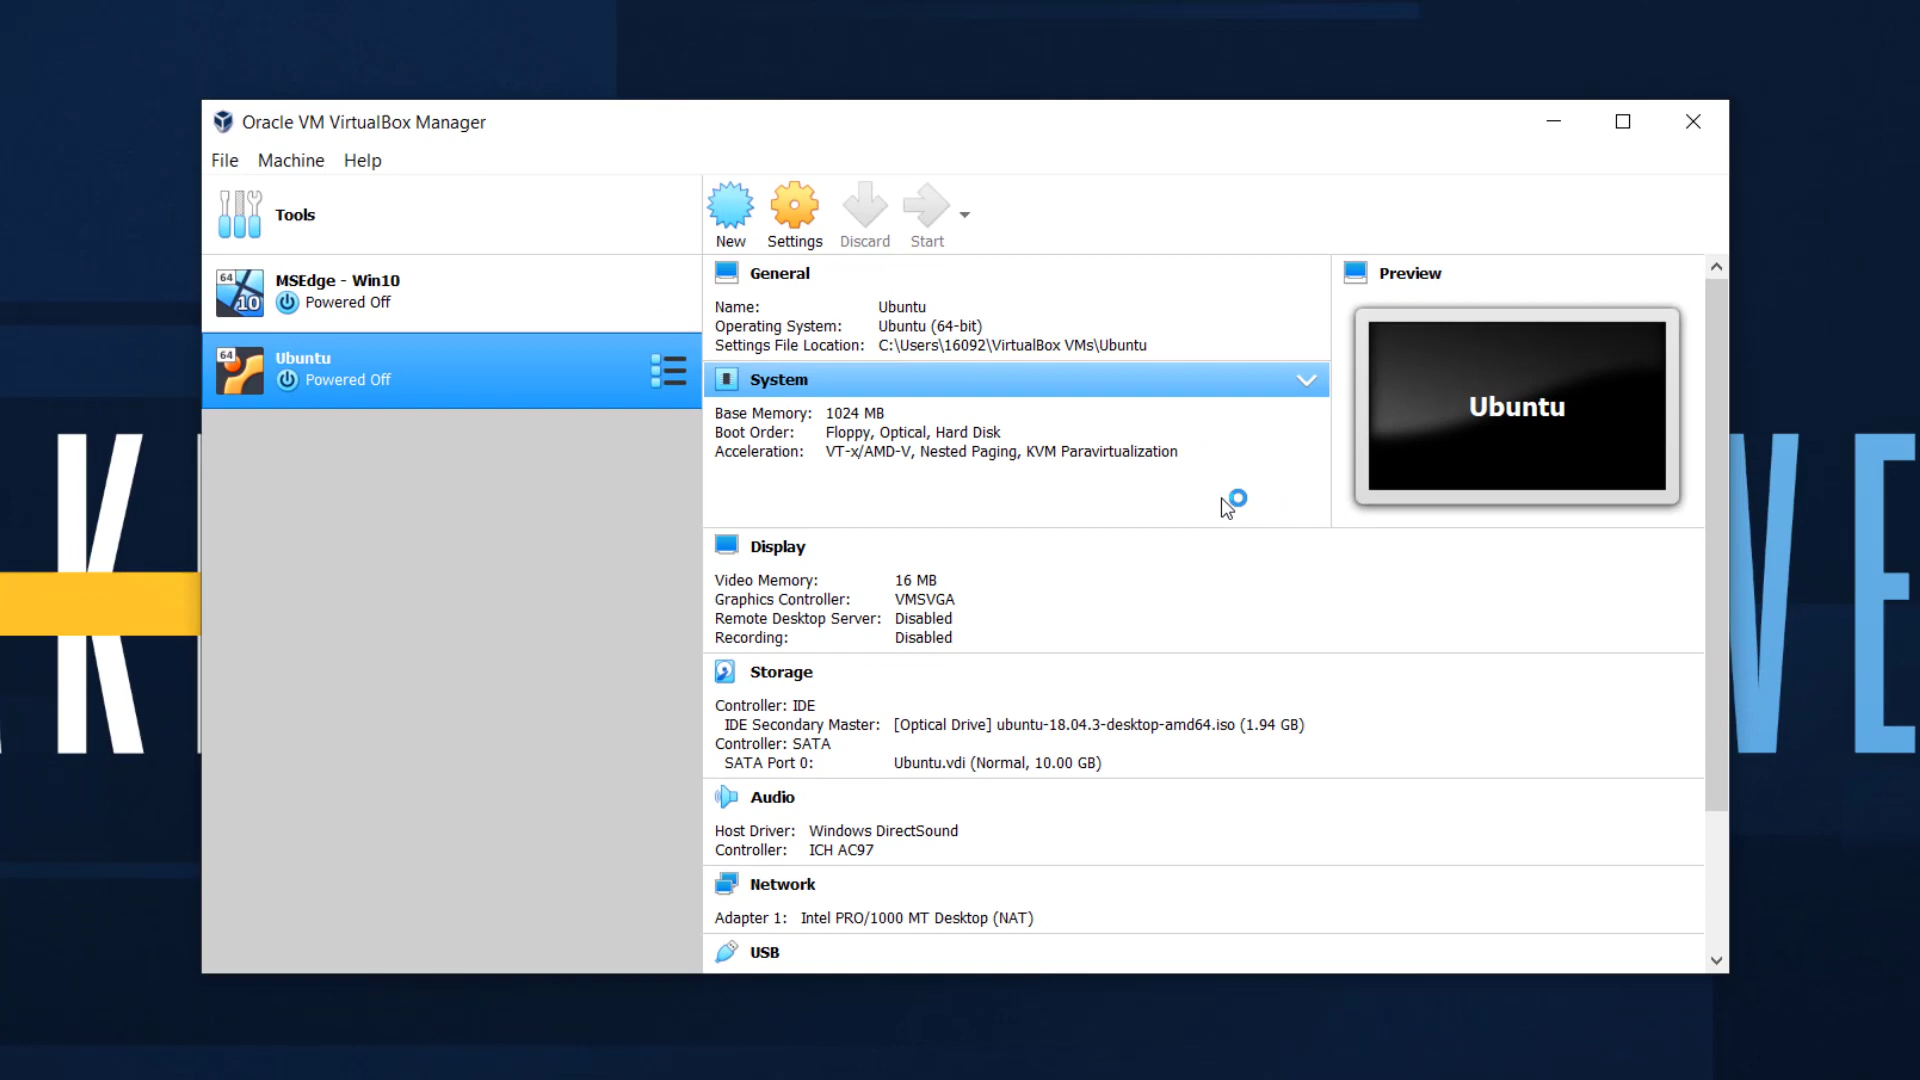 Oracle VM VirtualBox Manager
File Machine Help
Tools
New Settings Discard Start
64
10
MSEdge - Win10
Powered Off
64
Ubuntu
Powered Off
General
Name: Ubuntu
Operating System: Ubuntu (64-bit)
Settings File Location: C:\Users\16092\VirtualBox VMs\Ubuntu
System
Base Memory: 1024 MB
Boot Order: Floppy, Optical, Hard Disk
Acceleration: VT-x/AMD-V, Nested Paging, KVM Paravirtualization
Preview
Ubuntu
Display
Video Memory: 16 MB
Graphics Controller: VMSVGA
Remote Desktop Server: Disabled
Recording: Disabled
Storage
Controller: IDE
IDE Secondary Master: [Optical Drive] ubuntu-18.04.3-desktop-amd64.iso (1.94 GB)
Controller: SATA
SATA Port 0: Ubuntu.vdi (Normal, 10.00 GB)
Audio
Host Driver: Windows DirectSound
Controller: ICH AC97
Network
Adapter 1: Intel PRO/1000 MT Desktop (NAT)
USB